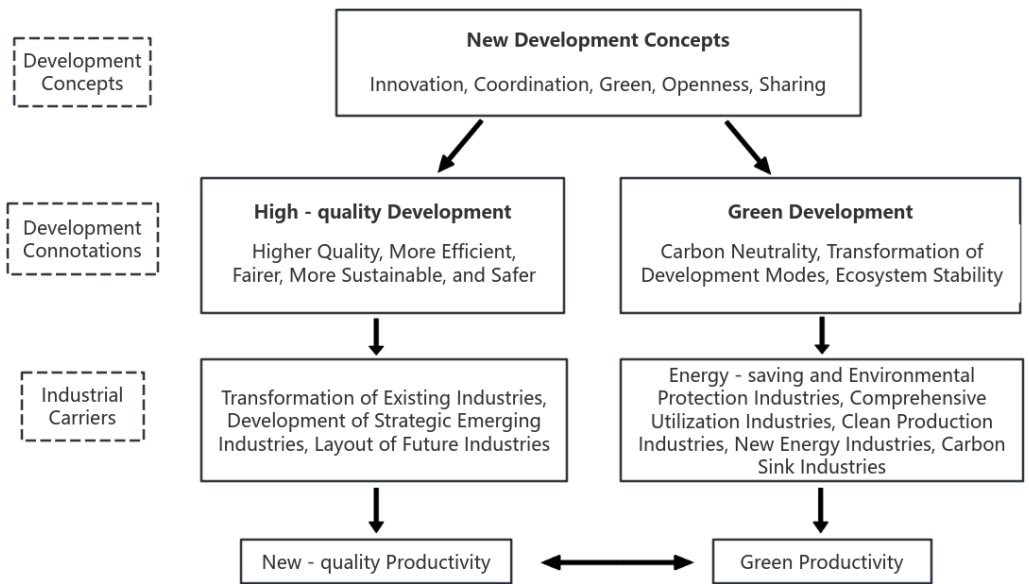 Development
Concepts
New Development Concepts
Innovation, Coordination, Green, Openness, Sharing
Development
Connotations
High - quality Development
Higher Quality, More Efficient,
Fairer, More Sustainable, and Safer
Green Development
Carbon Neutrality, Transformation of
Development Modes, Ecosystem Stability
Industrial
Carriers
Transformation of Existing Industries,
Development of Strategic Emerging
Industries, Layout of Future Industries
Energy - saving and Environmental
Protection Industries, Comprehensive
Utilization Industries, Clean Production
Industries, New Energy Industries, Carbon
Sink Industries
New - quality Productivity
Green Productivity